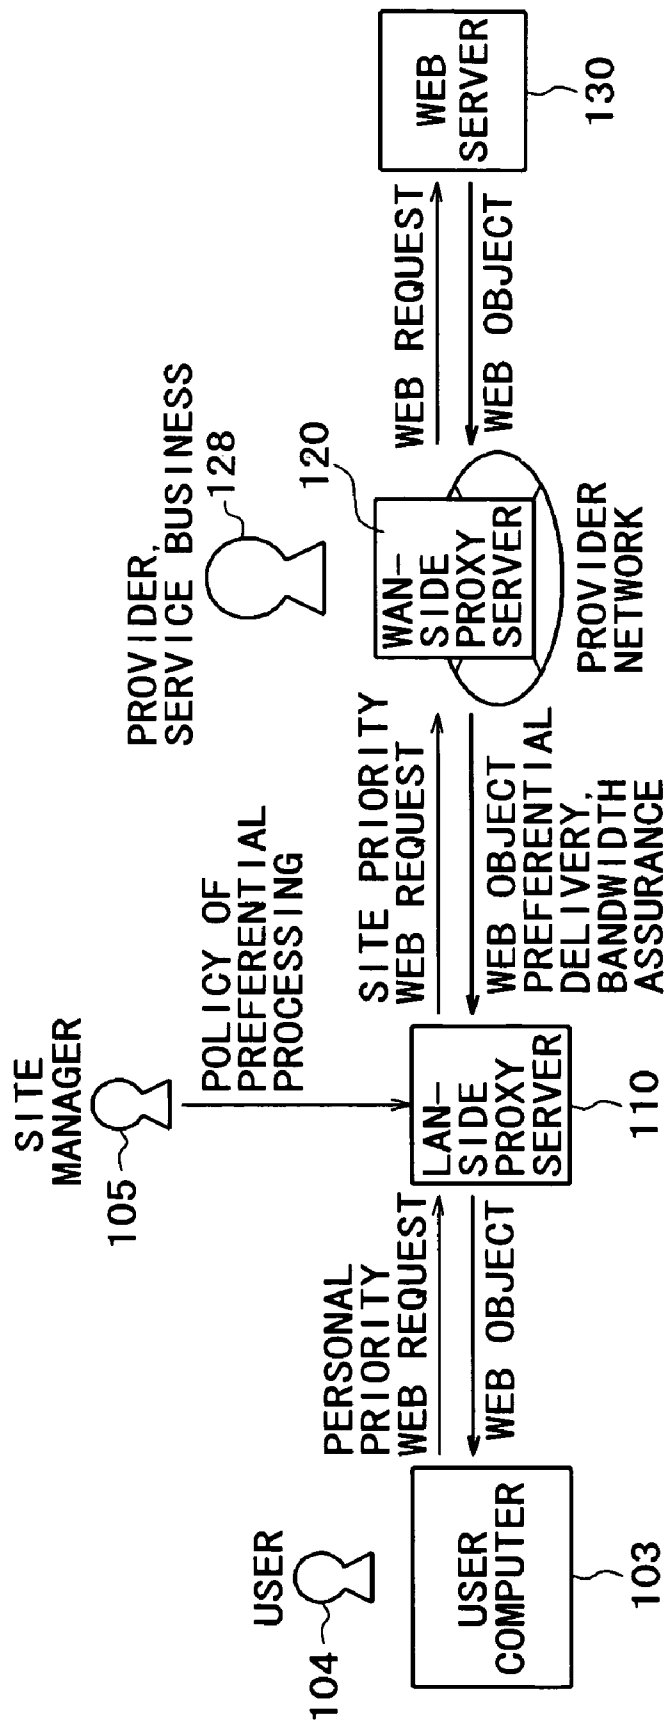 USER
104
USER
COMPUTER
103
PERSONAL
PRIORITY
WEB REQUEST
WEB OBJECT
SITE
MANAGER
105
POLICY OF
PREFERENTIAL
PROCESSING
LAN-
SIDE
PROXY
SERVER
110
SITE PRIORITY
WEB REQUEST
WEB OBJECT
PREFERENTIAL
DELIVERY,
BANDWIDTH
ASSURANCE
PROVIDER,
SERVICE BUSINESS
128
120
WAN-
SIDE
PROXY
SERVER
PROVIDER
NETWORK
WEB REQUEST
WEB OBJECT
WEB
SERVER
130